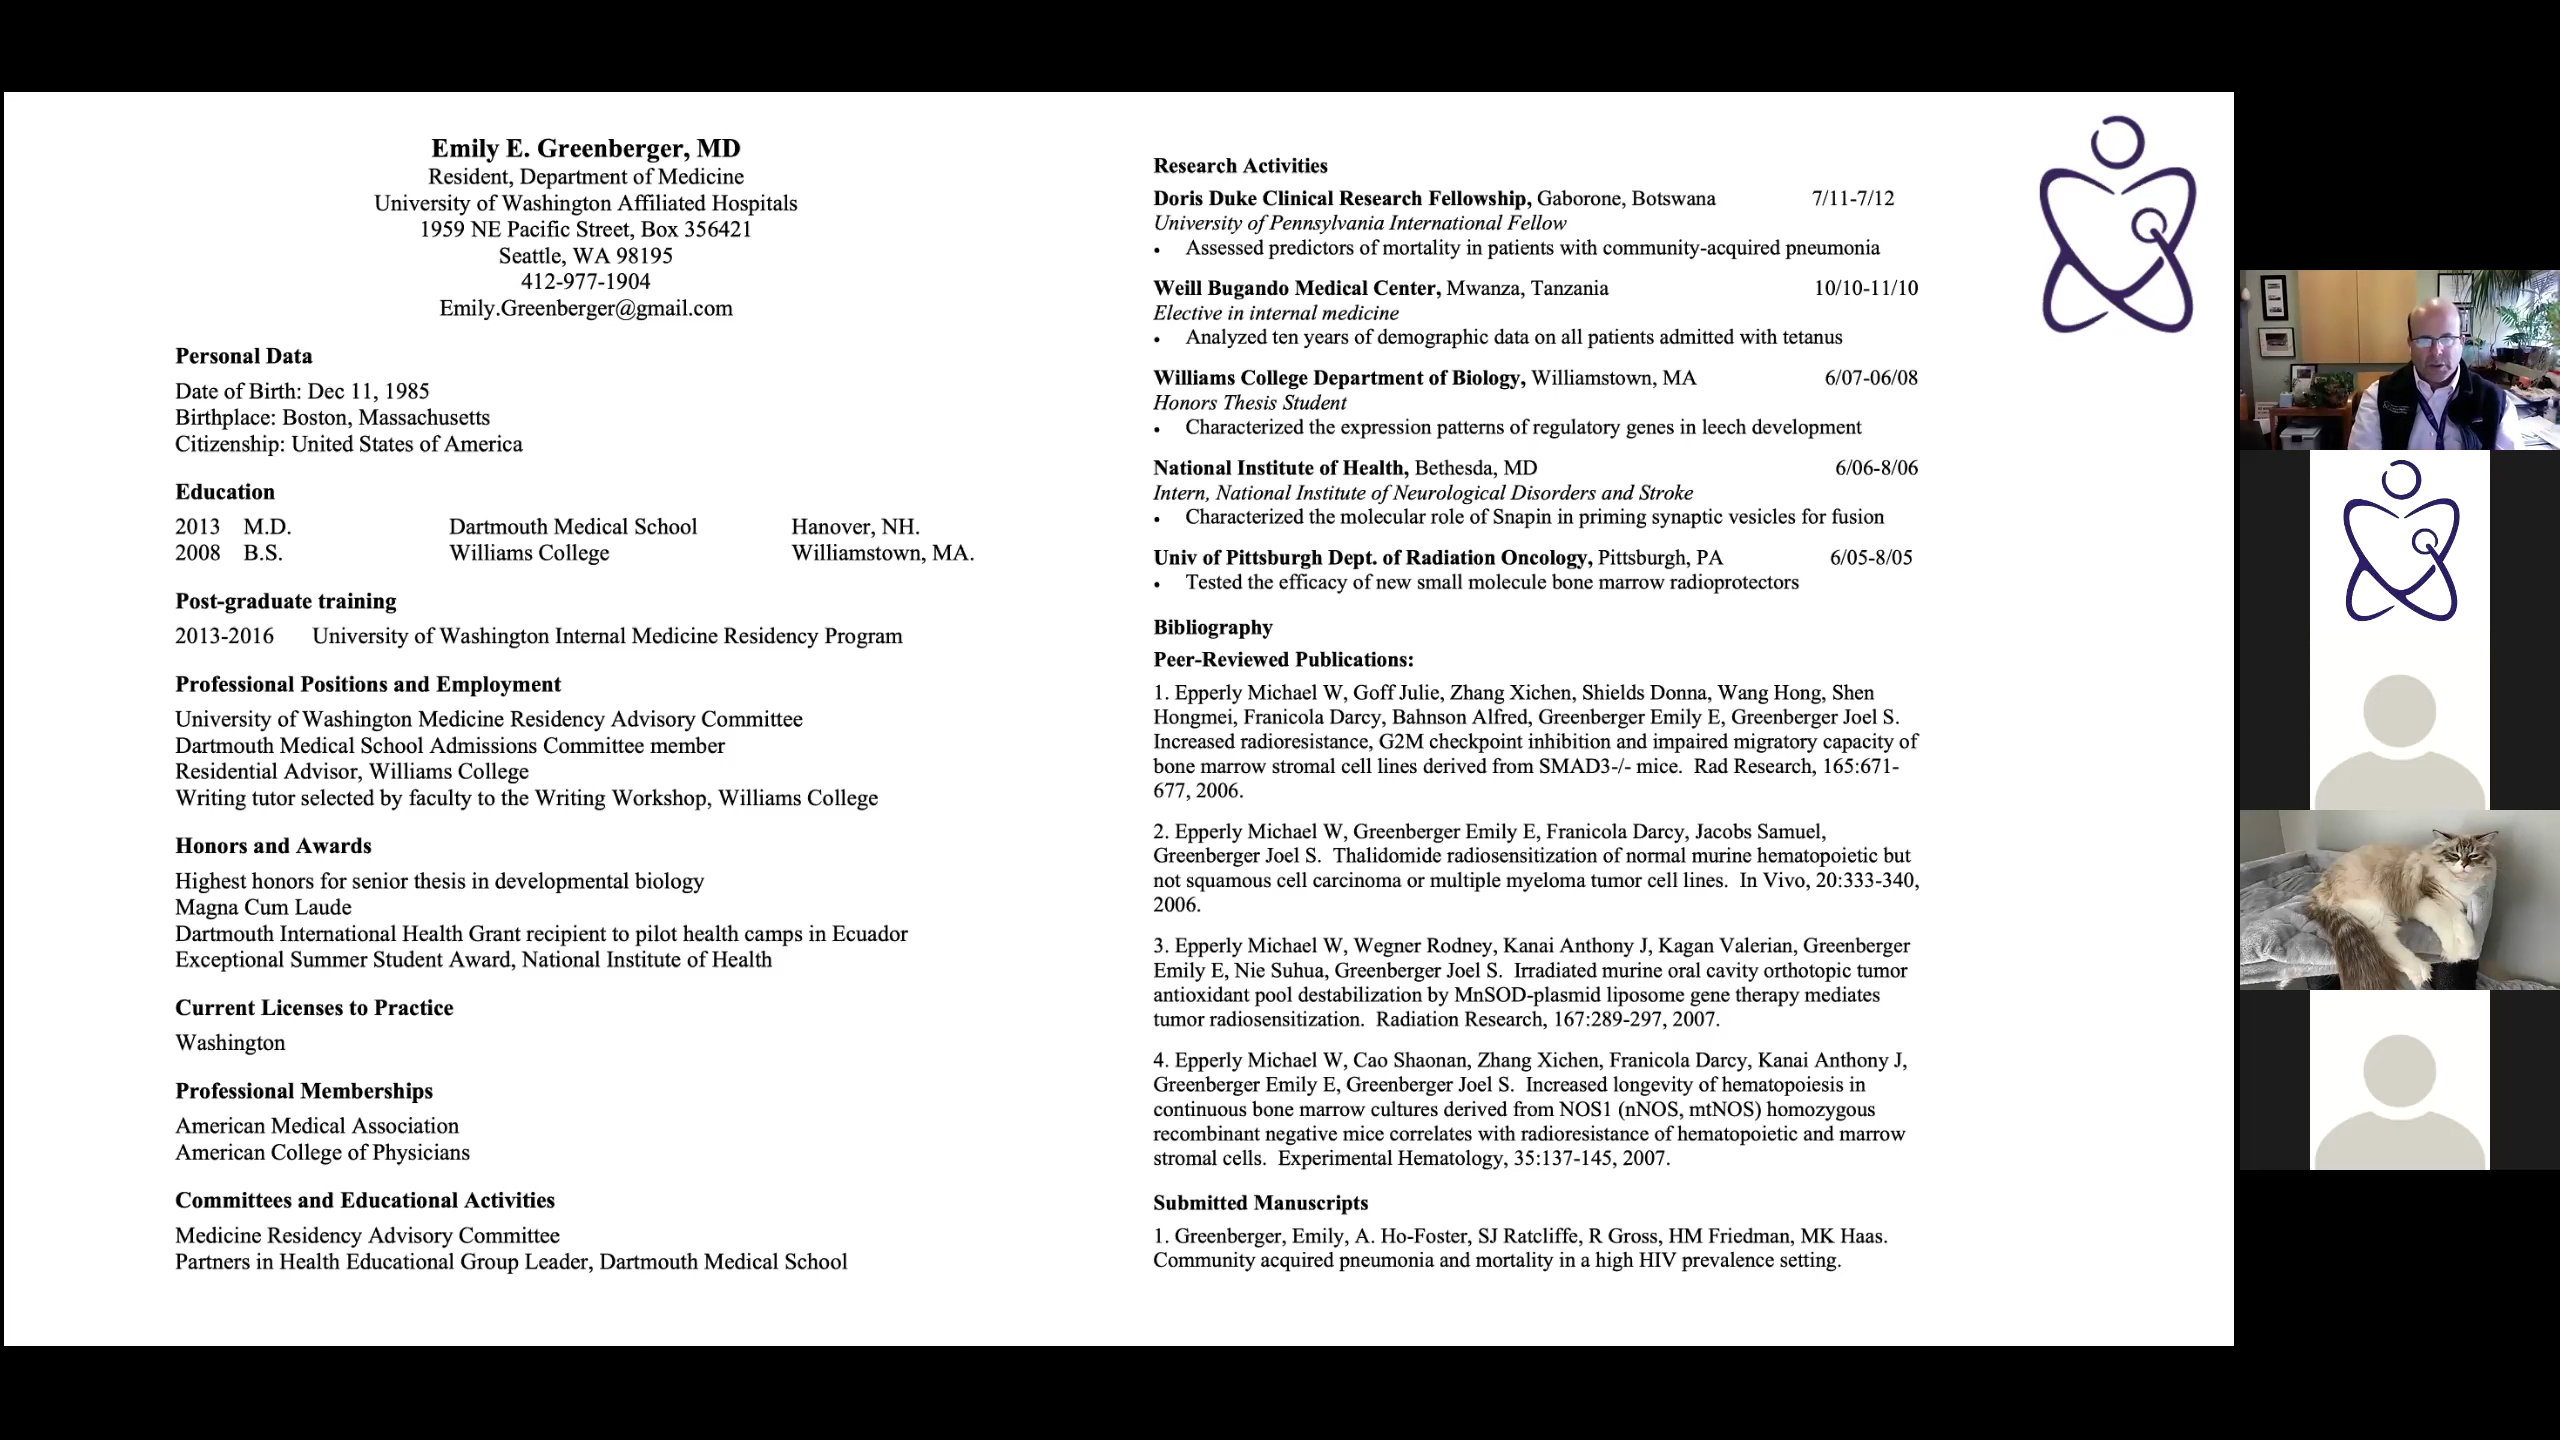 Emily E. Greenberger, MD
Resident, Department of Medicine
University of Washington Affiliated Hospitals
1959 NE Pacific Street, Box 356421
Seattle, WA 98195
412-977-1904
Emily.Greenberger@gmail.com
Personal Data
Date of Birth: Dec 11, 1985
Birthplace: Boston, Massachusetts
Citizenship: United States of America
Education
2013 M.D. Dartmouth Medical School Hanover, NH.
2008 B.S. Williams College Williamstown, MA.
Post-graduate training
2013-2016 University of Washington Internal Medicine Residency Program
Professional Positions and Employment
University of Washington Medicine Residency Advisory Committee
Dartmouth Medical School Admissions Committee member
Residential Advisor, Williams College
Writing tutor selected by faculty to the Writing Workshop, Williams College
Honors and Awards
Highest honors for senior thesis in developmental biology
Magna Cum Laude
Dartmouth International Health Grant recipient to pilot health camps in Ecuador
Exceptional Summer Student Award, National Institute of Health
Current Licenses to Practice
Washington
Professional Memberships
American Medical Association
American College of Physicians
Committees and Educational Activities
Medicine Residency Advisory Committee
Partners in Health Educational Group Leader, Dartmouth Medical School
Research Activities
Doris Duke Clinical Research Fellowship, Gaborone, Botswana 7/11-7/12
University of Pennsylvania International Fellow
• Assessed predictors of mortality in patients with community-acquired pneumonia
Weill Bugando Medical Center, Mwanza, Tanzania 10/10-11/10
Elective in internal medicine
• Analyzed ten years of demographic data on all patients admitted with tetanus
Williams College Department of Biology, Williamstown, MA 6/07-06/08
Honors Thesis Student
• Characterized the expression patterns of regulatory genes in leech development
National Institute of Health, Bethesda, MD 6/06-8/06
Intern, National Institute of Neurological Disorders and Stroke
• Characterized the molecular role of Snapin in priming synaptic vesicles for fusion
Univ of Pittsburgh Dept. of Radiation Oncology, Pittsburgh, PA 6/05-8/05
• Tested the efficacy of new small molecule bone marrow radioprotectors
Bibliography
Peer-Reviewed Publications:
1. Epperly Michael W, Goff Julie, Zhang Xichen, Shields Donna, Wang Hong, Shen
Hongmei, Franicola Darcy, Bahnson Alfred, Greenberger Emily E, Greenberger Joel S.
Increased radioresistance, G2M checkpoint inhibition and impaired migratory capacity of
bone marrow stromal cell lines derived from SMAD3-/- mice. Rad Research, 165:671-
677, 2006.
2. Epperly Michael W, Greenberger Emily E, Franicola Darcy, Jacobs Samuel,
Greenberger Joel S. Thalidomide radiosensitization of normal murine hematopoietic but
not squamous cell carcinoma or multiple myeloma tumor cell lines. In Vivo, 20:333-340,
2006.
3. Epperly Michael W, Wegner Rodney, Kanai Anthony J, Kagan Valerian, Greenberger
Emily E, Nie Suhua, Greenberger Joel S. Irradiated murine oral cavity orthotopic tumor
antioxidant pool destabilization by MnSOD-plasmid liposome gene therapy mediates
tumor radiosensitization. Radiation Research, 167:289-297, 2007.
4. Epperly Michael W, Cao Shaonan, Zhang Xichen, Franicola Darcy, Kanai Anthony J,
Greenberger Emily E, Greenberger Joel S. Increased longevity of hematopoiesis in
continuous bone marrow cultures derived from NOS1 (nNOS, mtNOS) homozygous
recombinant negative mice correlates with radioresistance of hematopoietic and marrow
stromal cells. Experimental Hematology, 35:137-145, 2007.
Submitted Manuscripts
1. Greenberger, Emily, A. Ho-Foster, SJ Ratcliffe, R Gross, HM Friedman, MK Haas.
Community acquired pneumonia and mortality in a high HIV prevalence setting.